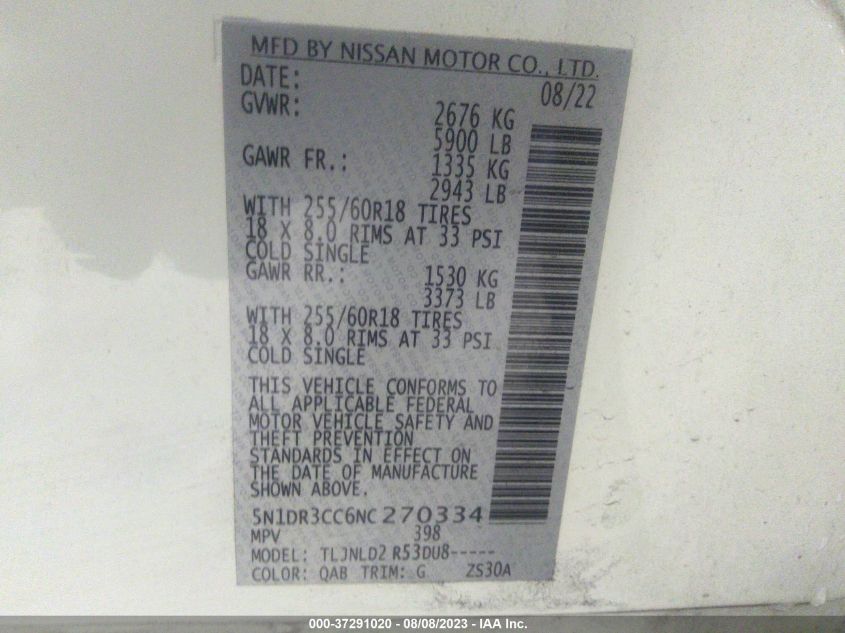 MFD BY NISSAN MOTOR CO., LTD.
DATE: 08/22
GVWR: 2676 KG
5900 LB
GAWR FR.: 1335 KG
2943 LB
WITH 255/60R18 TIRES
18 X 8.0 RIMS AT 33 PSI
COLD SINGLE
GAWR RR.: 1530 KG
3373 LB
WITH 255/60R18 TIRES
18 X 8.0 RIMS AT 33 PSI
COLD SINGLE
THIS VEHICLE CONFORMS TO
ALL APPLICABLE FEDERAL
MOTOR VEHICLE SAFETY AND
THEFT PREVENTION
STANDARDS IN EFFECT ON
THE DATE OF MANUFACTURE
SHOWN ABOVE.
5N1DR3CC6NC270334
MPV 398
MODEL: TLJNLD2 R53DU8-----
COLOR: QAB TRIM: G ZS30A
000-37291020 - 08/08/2023 - IAA Inc.